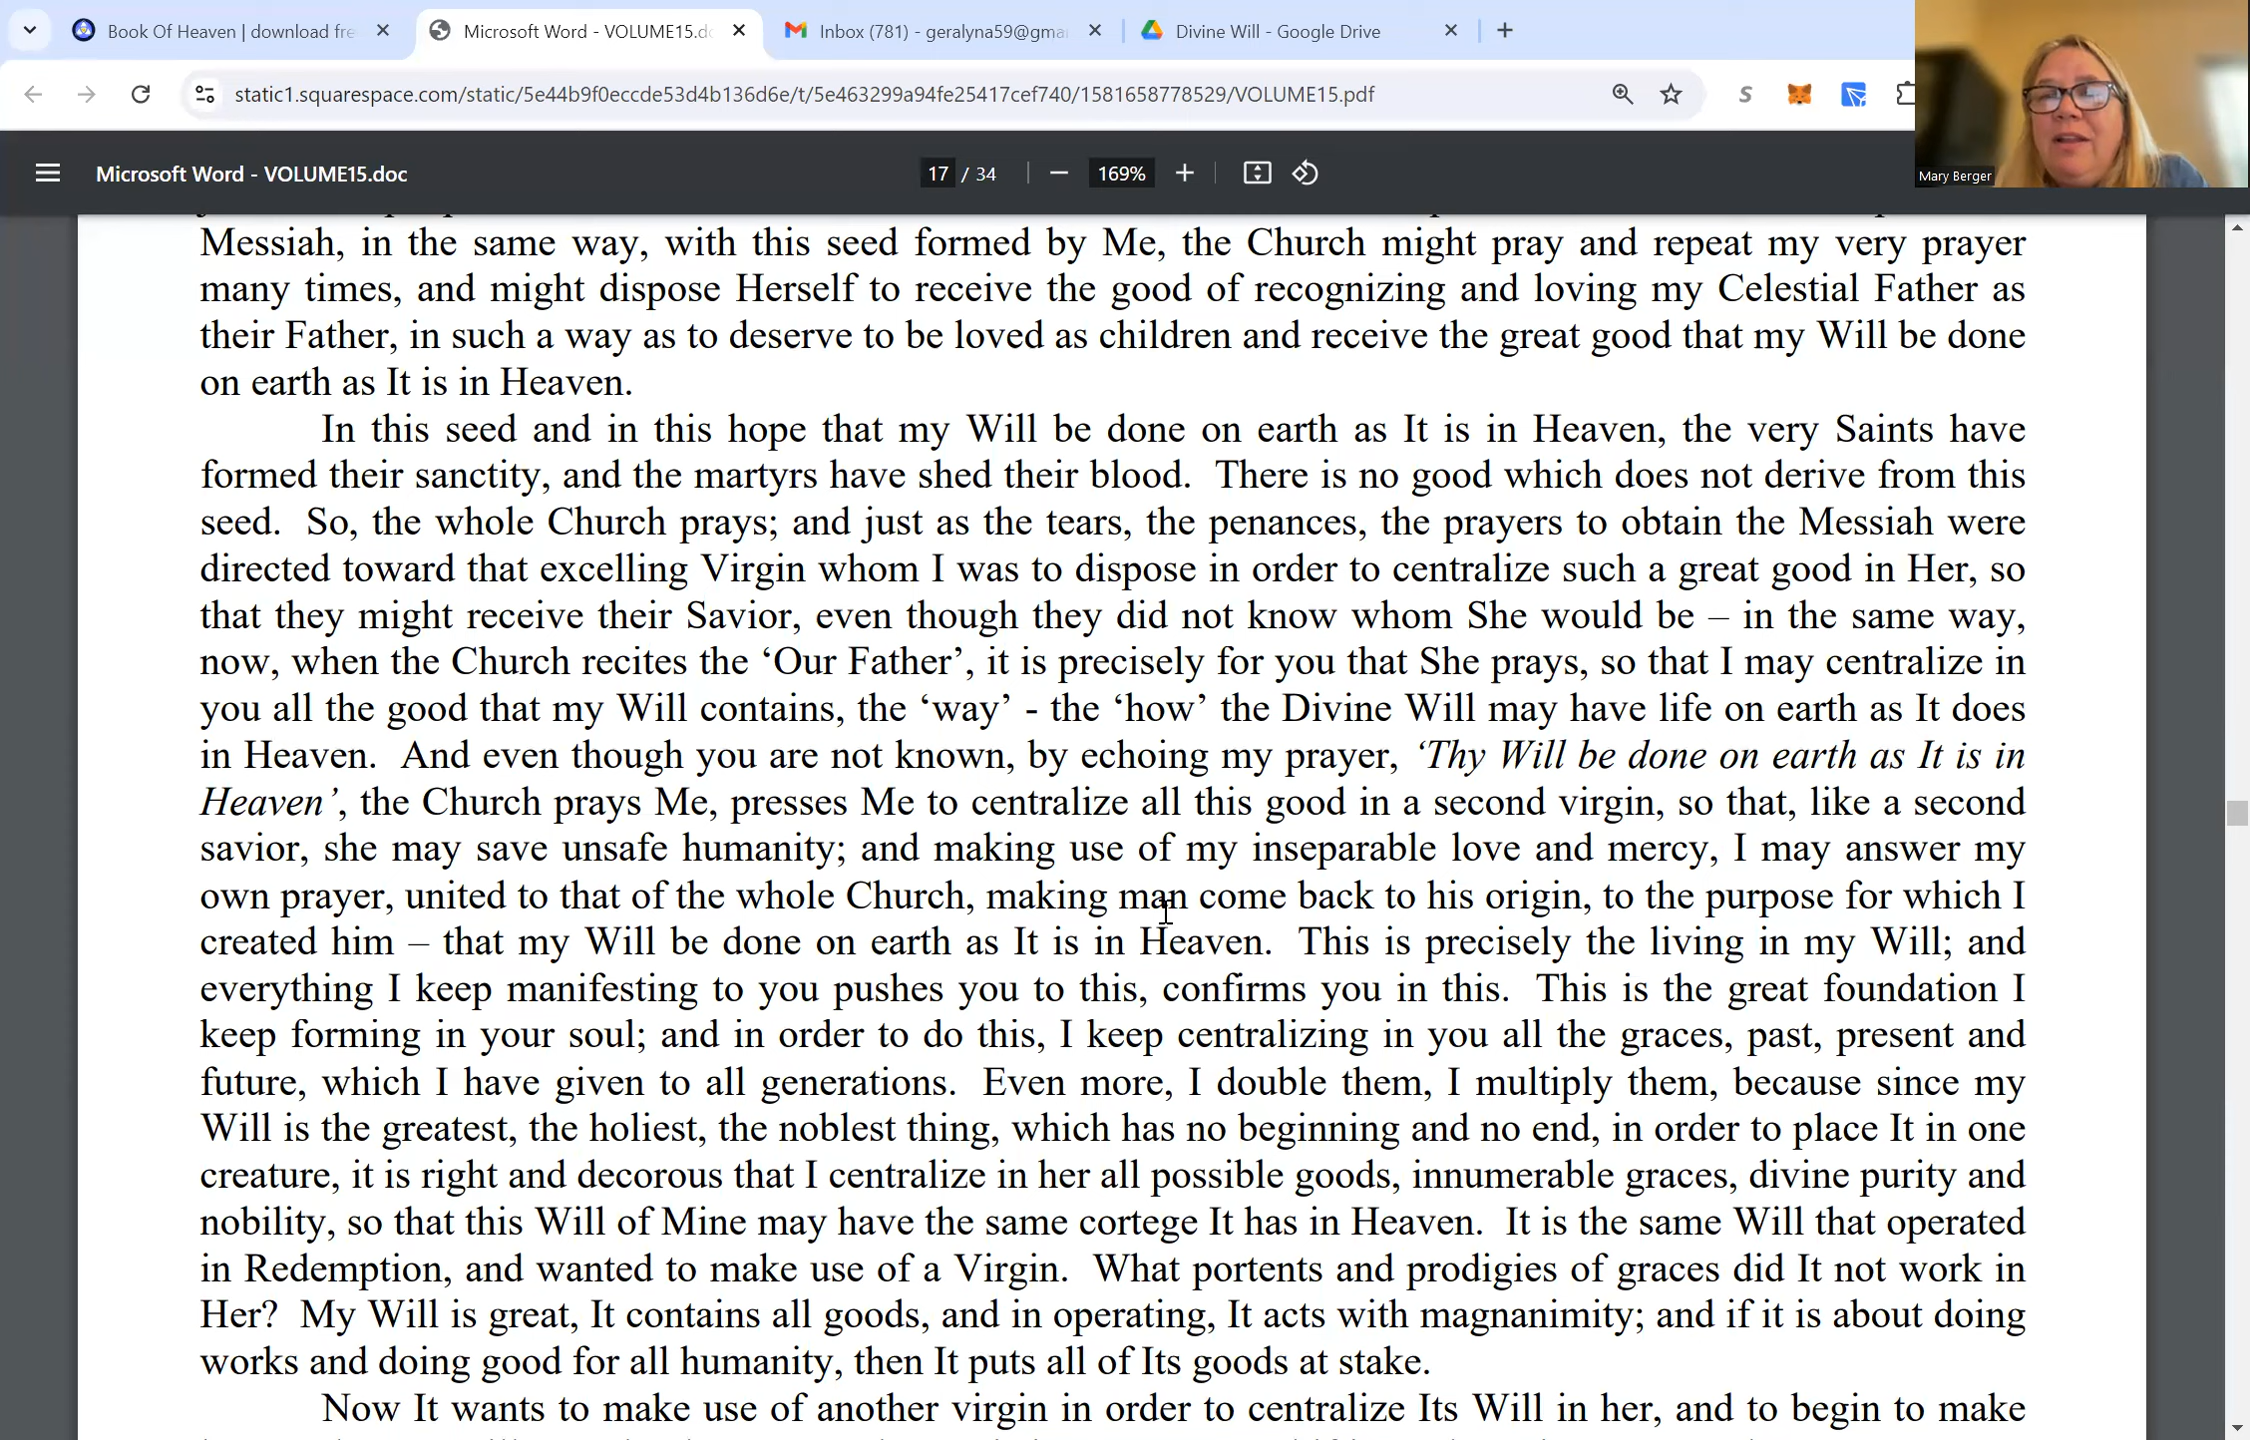 Book Of Heaven | download fre
Microsoft Word - VOLUME15.do
Inbox (781) - geralyna59@gmai
Divine Will - Google Drive
static1.squarespace.com/static/5e44b9f0eccde53d4b136d6e/t/5e463299a94fe25417cef740/1581658778529/VOLUME15.pdf
Mary Berger
Microsoft Word - VOLUME15.doc
17 / 34
169%
Messiah, in the same way, with this seed formed by Me, the Church might pray and repeat my very prayer
many times, and might dispose Herself to receive the good of recognizing and loving my Celestial Father as
their Father, in such a way as to deserve to be loved as children and receive the great good that my Will be done
on earth as It is in Heaven.
In this seed and in this hope that my Will be done on earth as It is in Heaven, the very Saints have
formed their sanctity, and the martyrs have shed their blood. There is no good which does not derive from this
seed. So, the whole Church prays; and just as the tears, the penances, the prayers to obtain the Messiah were
directed toward that excelling Virgin whom I was to dispose in order to centralize such a great good in Her, so
that they might receive their Savior, even though they did not know whom She would be – in the same way,
now, when the Church recites the ‘Our Father’, it is precisely for you that She prays, so that I may centralize in
you all the good that my Will contains, the ‘way’ - the ‘how’ the Divine Will may have life on earth as It does
in Heaven. And even though you are not known, by echoing my prayer, ‘Thy Will be done on earth as It is in
Heaven’, the Church prays Me, presses Me to centralize all this good in a second virgin, so that, like a second
savior, she may save unsafe humanity; and making use of my inseparable love and mercy, I may answer my
own prayer, united to that of the whole Church, making man come back to his origin, to the purpose for which I
created him – that my Will be done on earth as It is in Heaven. This is precisely the living in my Will; and
everything I keep manifesting to you pushes you to this, confirms you in this. This is the great foundation I
keep forming in your soul; and in order to do this, I keep centralizing in you all the graces, past, present and
future, which I have given to all generations. Even more, I double them, I multiply them, because since my
Will is the greatest, the holiest, the noblest thing, which has no beginning and no end, in order to place It in one
creature, it is right and decorous that I centralize in her all possible goods, innumerable graces, divine purity and
nobility, so that this Will of Mine may have the same cortege It has in Heaven. It is the same Will that operated
in Redemption, and wanted to make use of a Virgin. What portents and prodigies of graces did It not work in
Her? My Will is great, It contains all goods, and in operating, It acts with magnanimity; and if it is about doing
works and doing good for all humanity, then It puts all of Its goods at stake.
Now It wants to make use of another virgin in order to centralize Its Will in her, and to begin to make